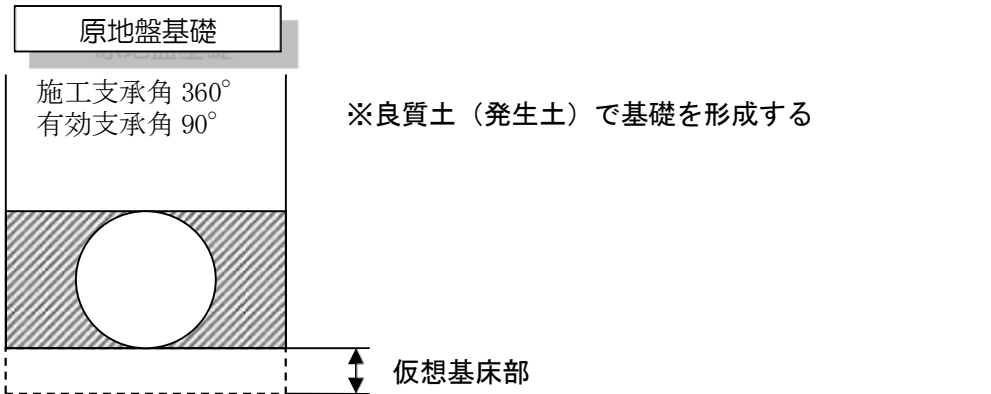 原地盤基礎
施工支承角 360°
有効支承角 90°
※良質土（発生土）で基礎を形成する
仮想基床部